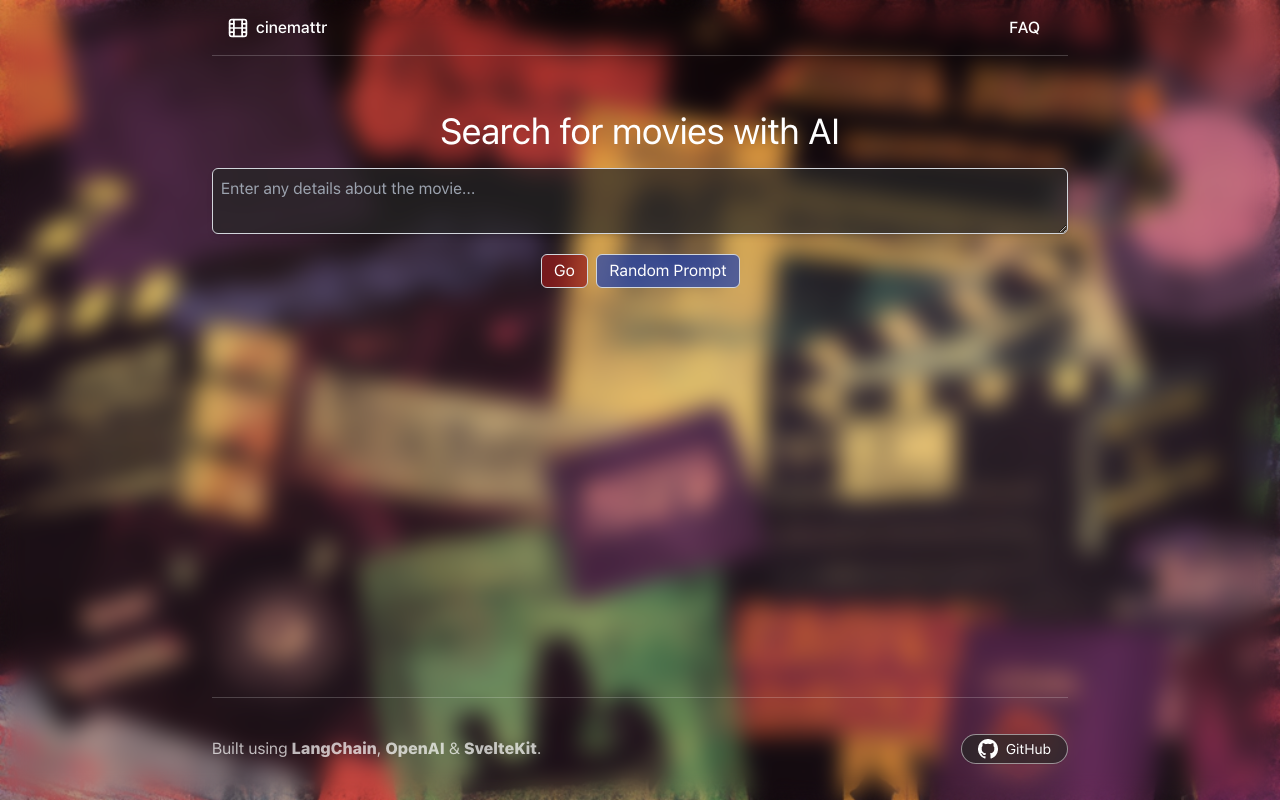 cinemattr
FAQ
Search for movies with AI
Enter any details about the movie...
Go
Random Prompt
Built using LangChain, OpenAI & SvelteKit.
GitHub